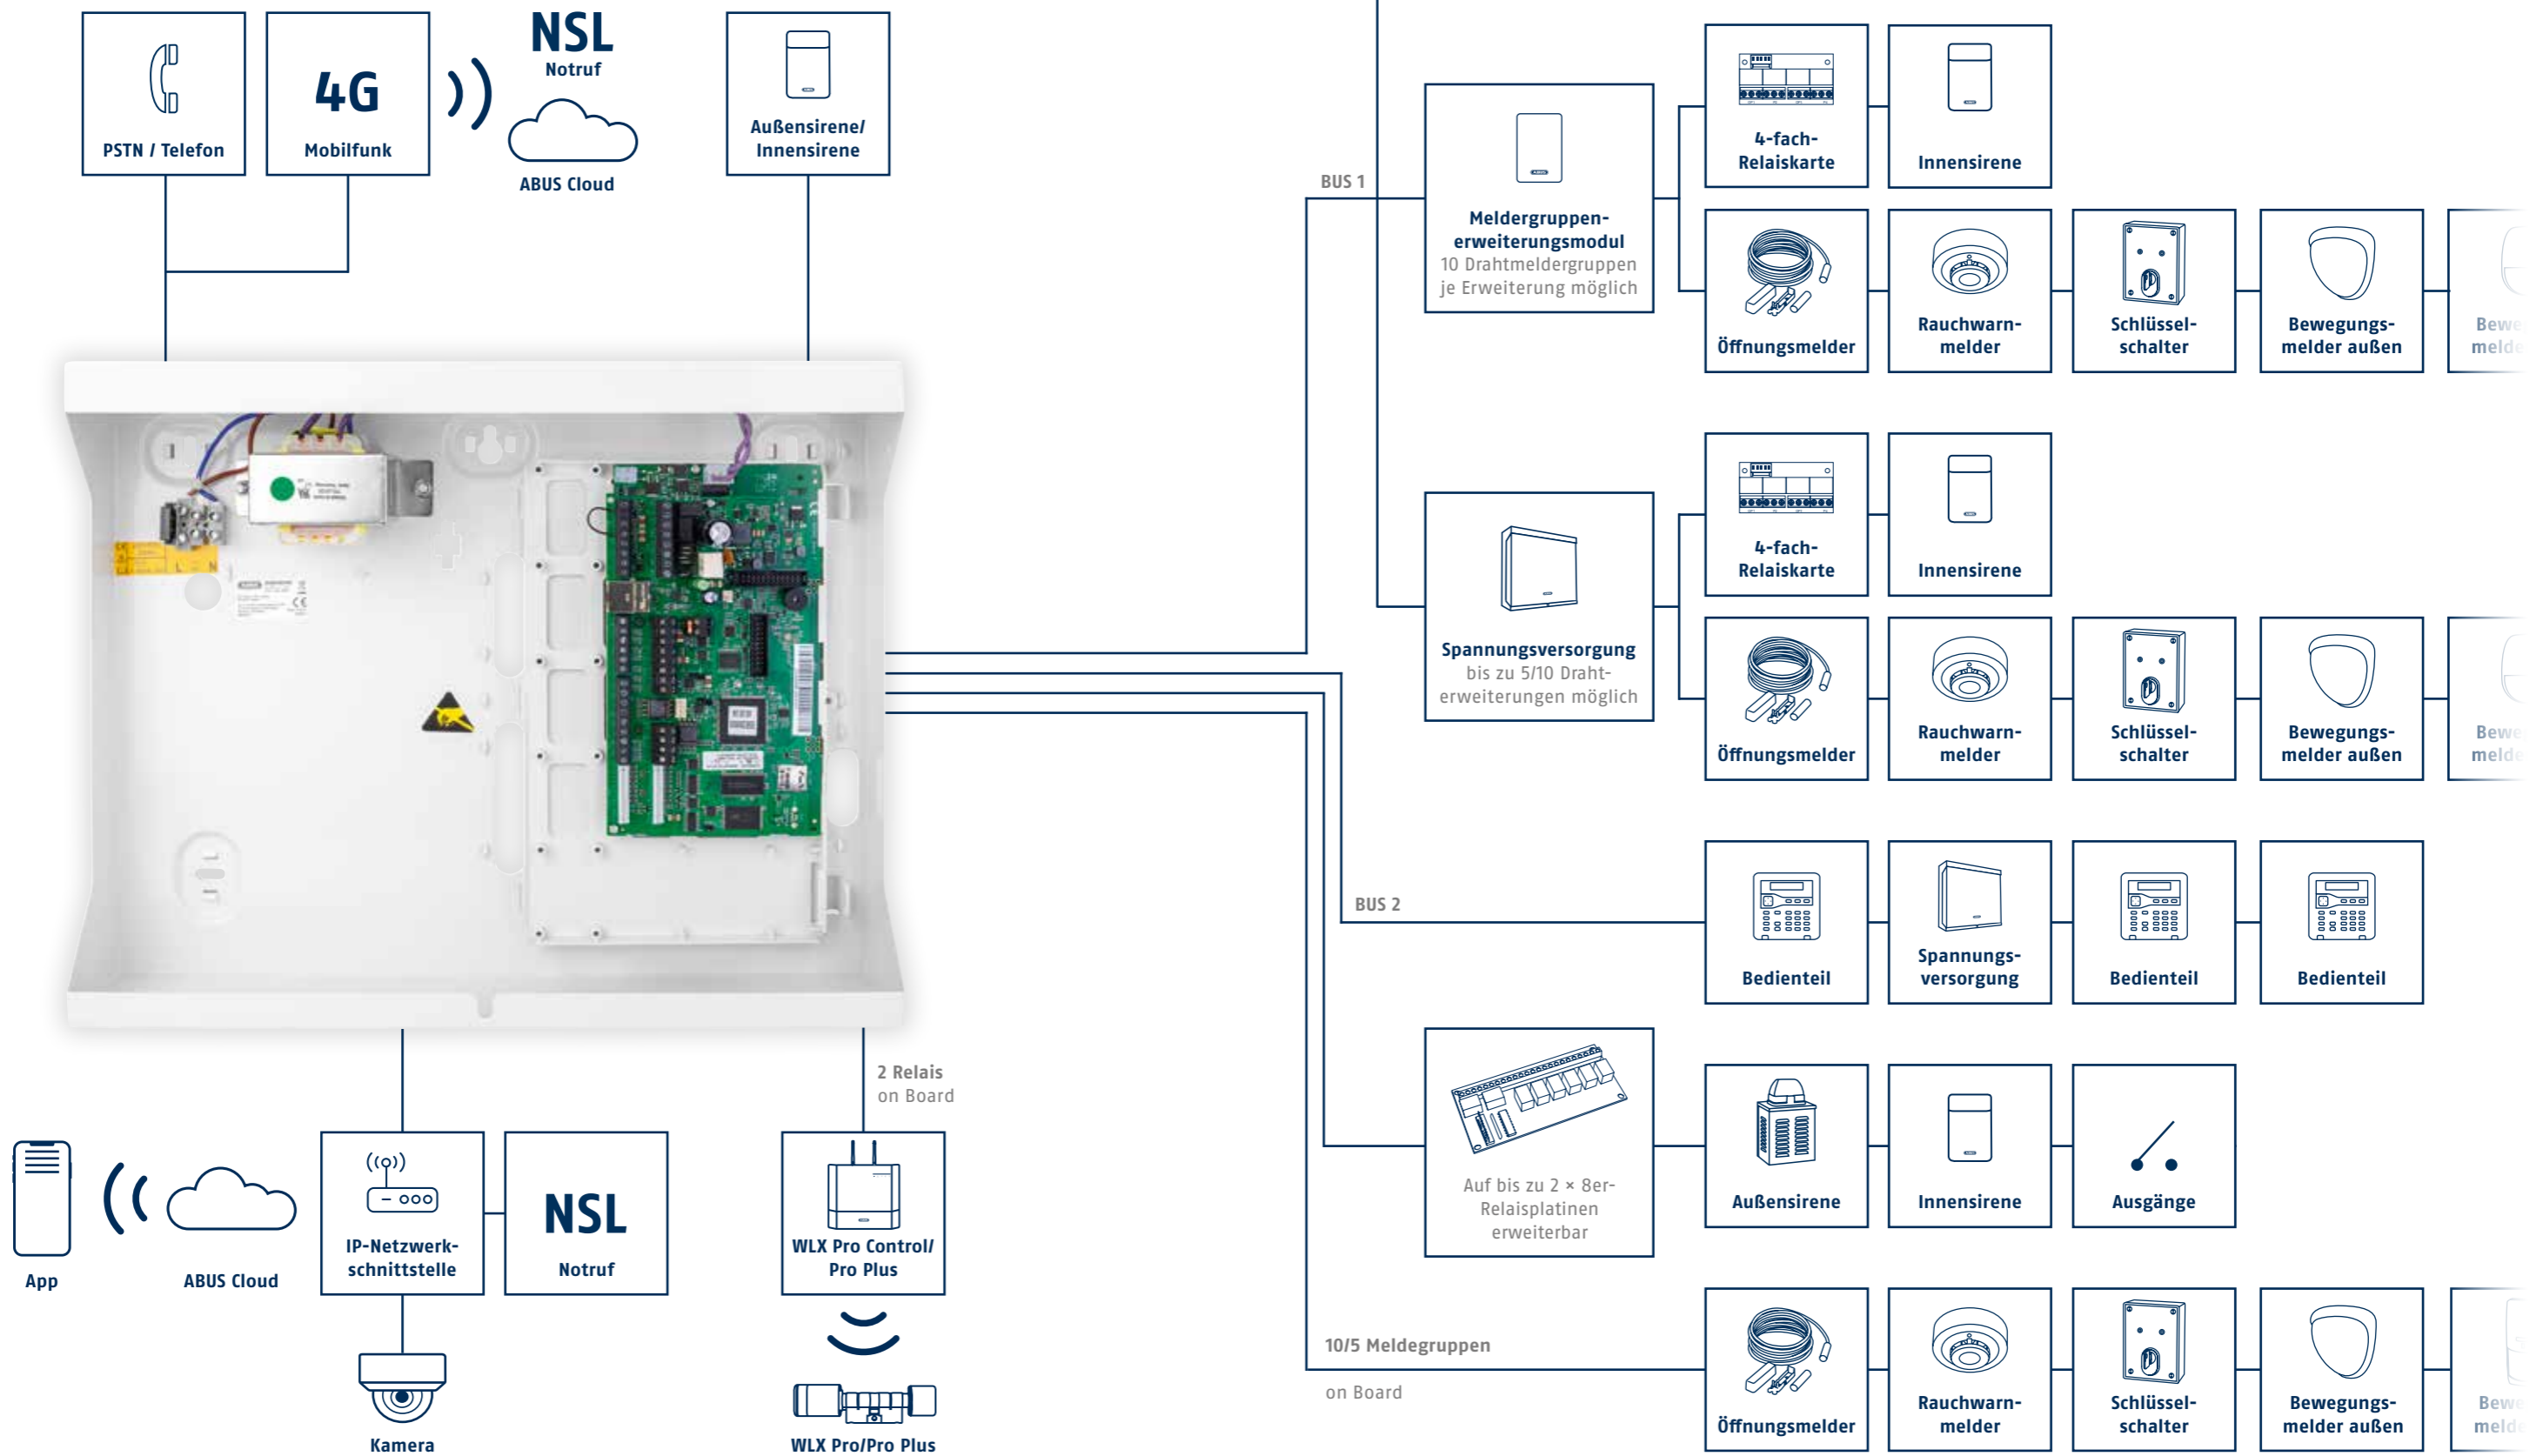 PSTN / Telefon
4G
Mobilfunk
NSL
Notruf
ABUS Cloud
Außensirene/
Innensirene
BUS 1
Meldergruppen-
erweiterungsmodul
10 Drahtmeldergruppen
je Erweiterung möglich
4-fach-
Relaiskarte
Innensirene
Öffnungsmelder
Rauchwarn-
melder
Schlüssel-
schalter
Bewegungs-
melder außen
Spannungsversorgung
bis zu 5/10 Draht-
erweiterungen möglich
4-fach-
Relaiskarte
Innensirene
Öffnungsmelder
Rauchwarn-
melder
Schlüssel-
schalter
Bewegungs-
melder außen
BUS 2
Bedienteil
Spannungs-
versorgung
Bedienteil
Bedienteil
Auf bis zu 2 × 8er-
Relaisplatinen
erweiterbar
Außensirene
Innensirene
Ausgänge
10/5 Meldegruppen
on Board
Öffnungsmelder
Rauchwarn-
melder
Schlüssel-
schalter
Bewegungs-
melder außen
2 Relais
on Board
App
ABUS Cloud
IP-Netzwerk-
schnittstelle
NSL
Notruf
WLX Pro Control/
Pro Plus
Kamera
WLX Pro/Pro Plus